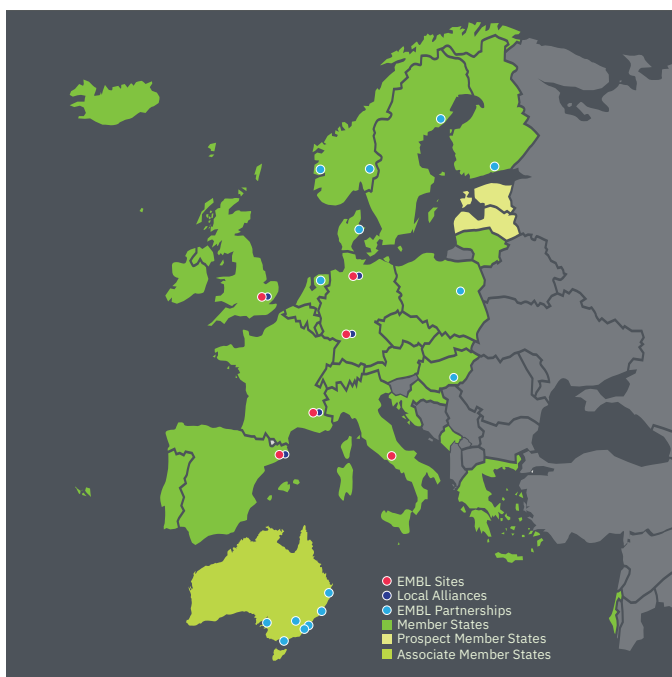 EMBL Sites
Local Alliances
EMBL Partnerships
Member States
Prospect Member States
Associate Member States